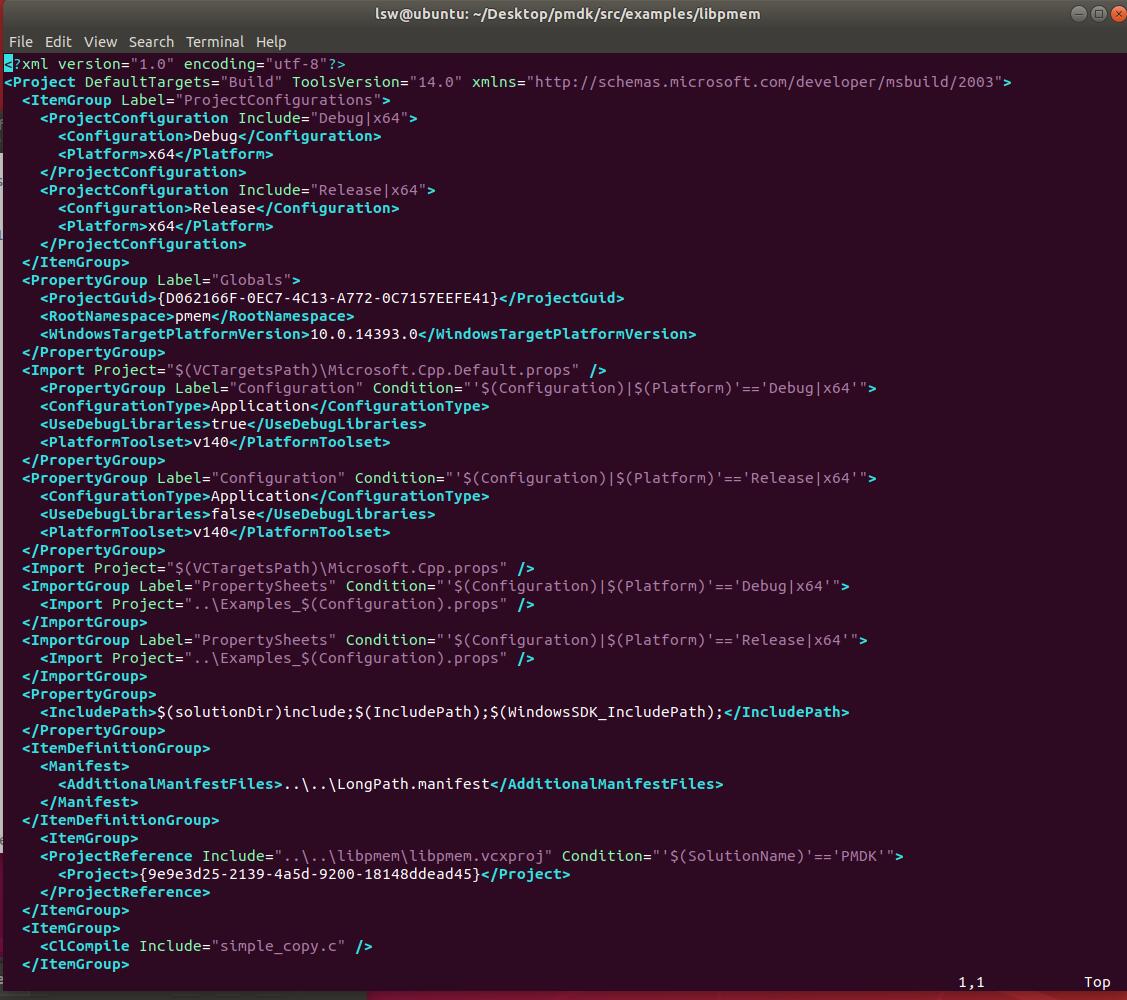 lsw@ubuntu: ~/Desktop/pmdk/src/examples/libpmem
File Edit View Search Terminal Help
<?xml version="1.0" encoding="utf-8"?>
<Project DefaultTargets="Build" ToolsVersion="14.0" xmlns="http://schemas.microsoft.com/developer/msbuild/2003">
  <ItemGroup Label="ProjectConfigurations">
    <ProjectConfiguration Include="Debug|x64">
      <Configuration>Debug</Configuration>
      <Platform>x64</Platform>
    </ProjectConfiguration>
    <ProjectConfiguration Include="Release|x64">
      <Configuration>Release</Configuration>
      <Platform>x64</Platform>
    </ProjectConfiguration>
  </ItemGroup>
  <PropertyGroup Label="Globals">
    <ProjectGuid>{D062166F-0EC7-4C13-A772-0C7157EEFE41}</ProjectGuid>
    <RootNamespace>pmem</RootNamespace>
    <WindowsTargetPlatformVersion>10.0.14393.0</WindowsTargetPlatformVersion>
  </PropertyGroup>
  <Import Project="$(VCTargetsPath)\Microsoft.Cpp.Default.props" />
    <PropertyGroup Label="Configuration" Condition="'$(Configuration)|$(Platform)'=='Debug|x64'">
    <ConfigurationType>Application</ConfigurationType>
    <UseDebugLibraries>true</UseDebugLibraries>
    <PlatformToolset>v140</PlatformToolset>
  </PropertyGroup>
  <PropertyGroup Label="Configuration" Condition="'$(Configuration)|$(Platform)'=='Release|x64'">
    <ConfigurationType>Application</ConfigurationType>
    <UseDebugLibraries>false</UseDebugLibraries>
    <PlatformToolset>v140</PlatformToolset>
  </PropertyGroup>
  <Import Project="$(VCTargetsPath)\Microsoft.Cpp.props" />
  <ImportGroup Label="PropertySheets" Condition="'$(Configuration)|$(Platform)'=='Debug|x64'">
    <Import Project="..\Examples_$(Configuration).props" />
  </ImportGroup>
  <ImportGroup Label="PropertySheets" Condition="'$(Configuration)|$(Platform)'=='Release|x64'">
    <Import Project="..\Examples_$(Configuration).props" />
  </ImportGroup>
  <PropertyGroup>
    <IncludePath>$(solutionDir)include;$(IncludePath);$(WindowsSDK_IncludePath);</IncludePath>
  </PropertyGroup>
  <ItemDefinitionGroup>
    <Manifest>
      <AdditionalManifestFiles>..\..\LongPath.manifest</AdditionalManifestFiles>
    </Manifest>
  </ItemDefinitionGroup>
    <ItemGroup>
    <ProjectReference Include="..\..\libpmem\libpmem.vcxproj" Condition="'$(SolutionName)'=='PMDK'">
      <Project>{9e9e3d25-2139-4a5d-9200-18148ddead45}</Project>
    </ProjectReference>
  </ItemGroup>
  <ItemGroup>
    <ClCompile Include="simple_copy.c" />
  </ItemGroup>
1,1 Top